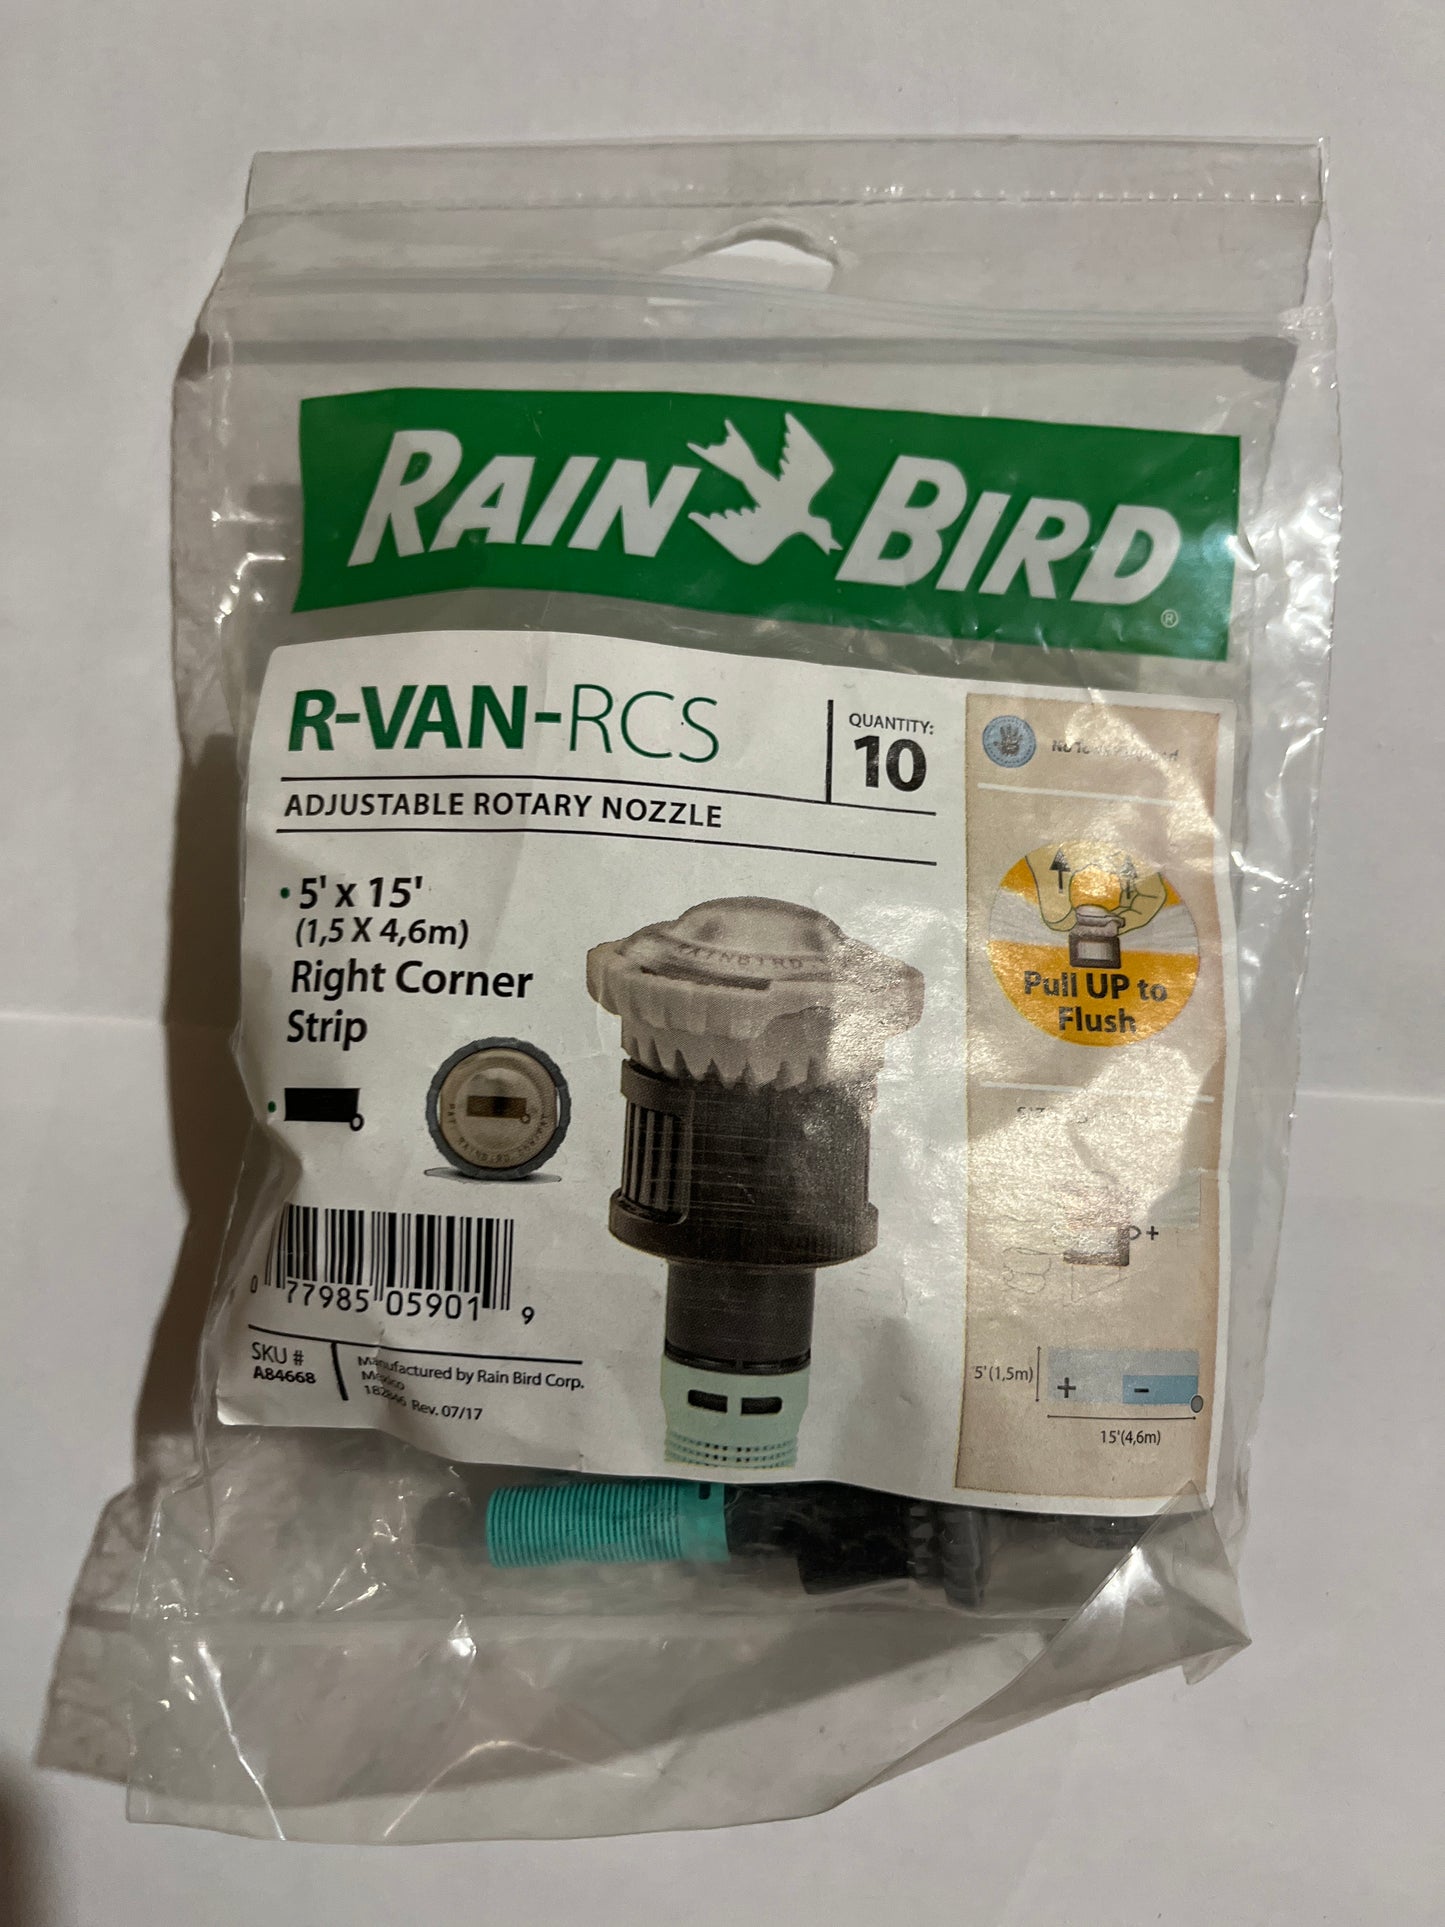 RAIN BIRD
®
R-VAN-RCS
QUANTITY:
10
ADJUSTABLE ROTARY NOZZLE
• 5' x 15'
(1,5 X 4,6m)
Right Corner
Strip
RAINBIRD
0 77985 05901 9
SKU #
A84668
Manufactured by Rain Bird Corp.
Mexico
Rev. 07/17
Pull UP to
Flush
+
5'(1,5m)
+ -
15'(4,6m)